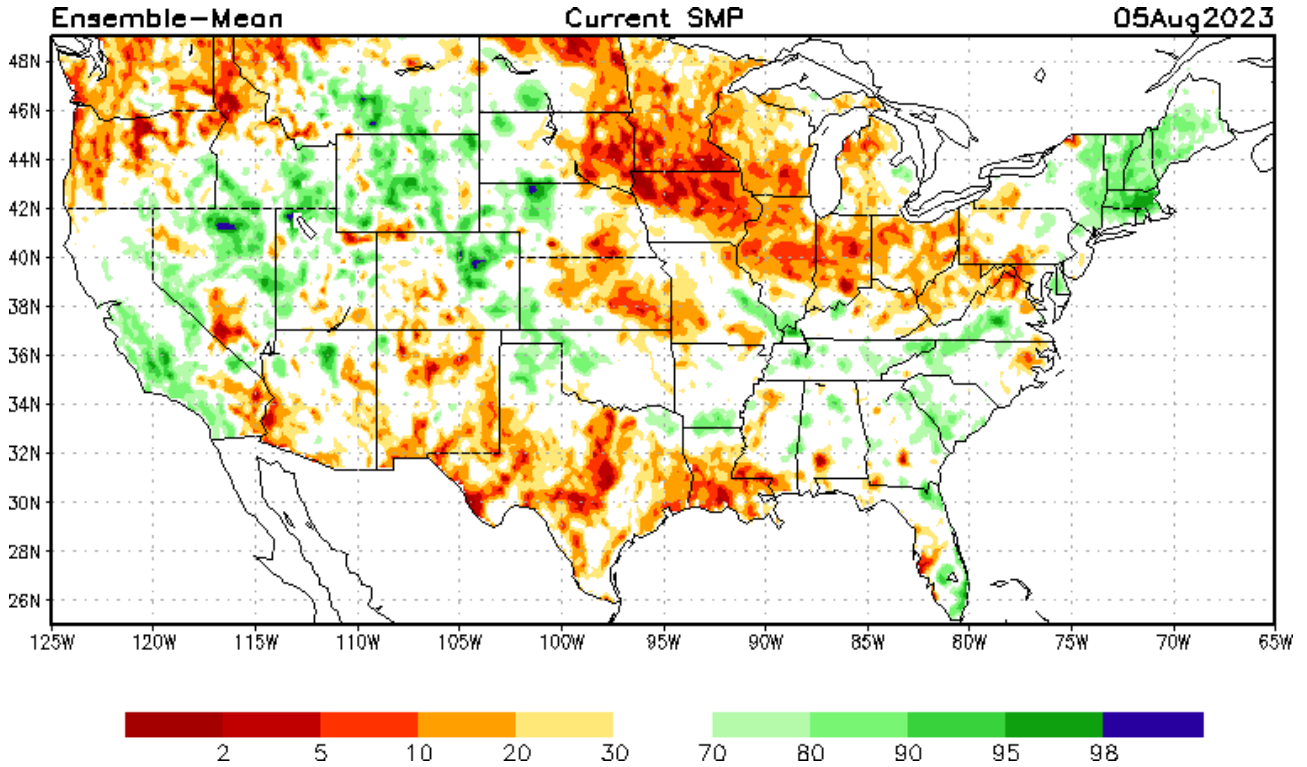 Ensemble-Mean Current SMP 05Aug2023
48N
46N
44N
42N
40N
38N
36N
34N
32N
30N
28N
26N
125W 120W 115W 110W 105W 100W 95W 90W 85W 80W 75W 70W 65W
2 5 10 20 30 70 80 90 95 98